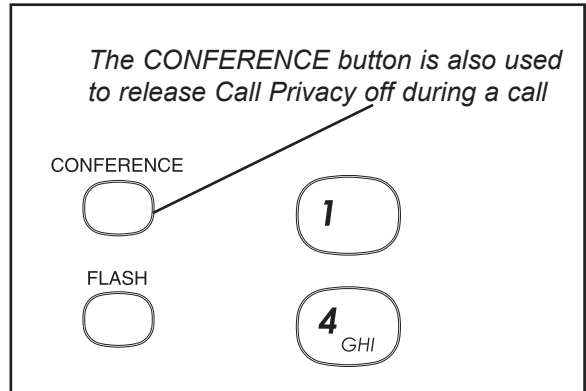 The CONFERENCE button is also used
to release Call Privacy off during a call
CONFERENCE
1
FLASH
4 GHI